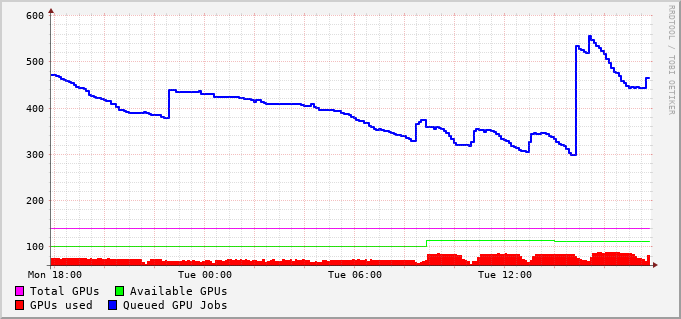 600
500
400
300
200
100
Mon 18:00 Tue 00:00 Tue 06:00 Tue 12:00
Total GPUs Available GPUs
GPUs used Queued GPU Jobs
RRDTOOL / TOBI OETIKER